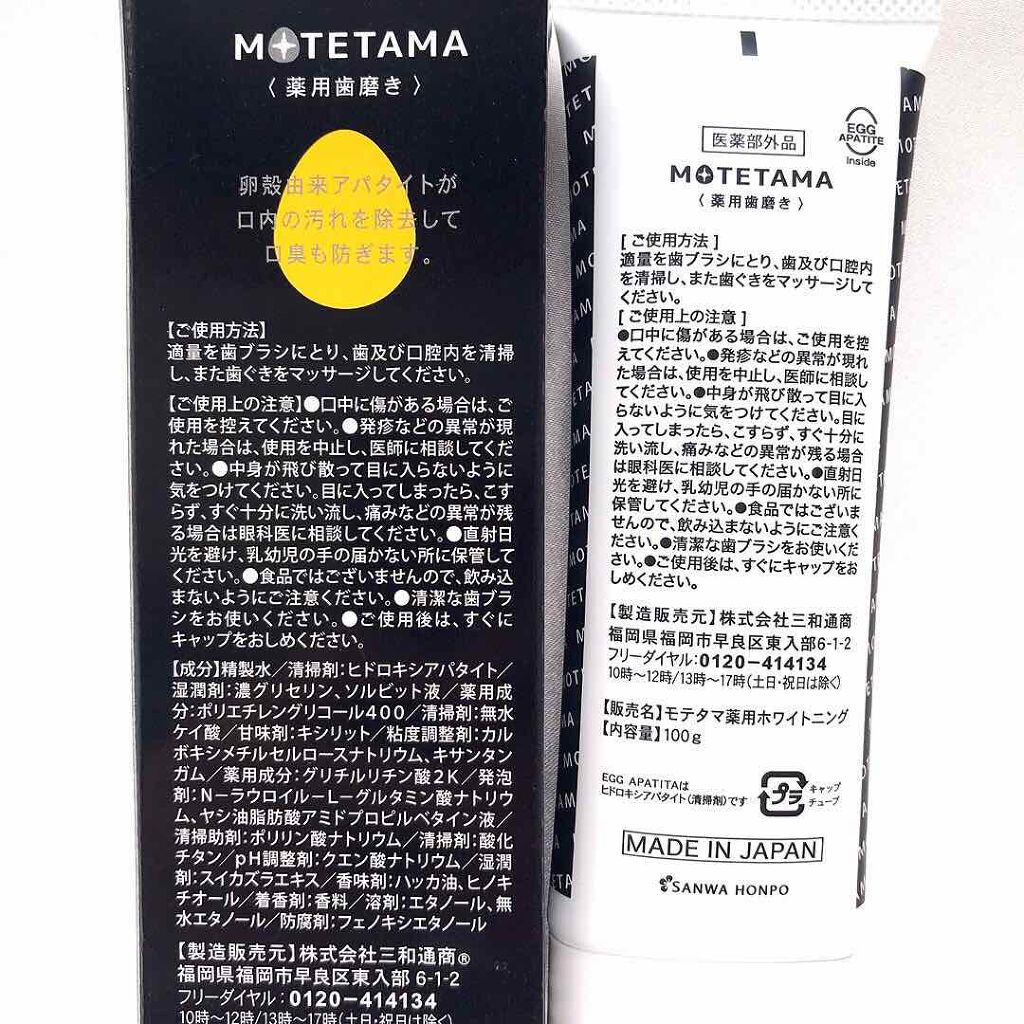 MOTETAMA
〈 薬用歯磨き 〉
卵殻由来アパタイトが
口内の汚れを除去して
口臭も防ぎます。
【ご使用方法】
適量を歯ブラシにとり、歯及び口腔内を清掃
し、また歯ぐきをマッサージしてください。
【ご使用上の注意】●口中に傷がある場合は、ご
使用を控えてください。●発疹などの異常が現
れた場合は、使用を中止し、医師に相談してくだ
さい。●中身が飛び散って目に入らないように
気をつけてください。目に入ってしまったら、こす
らず、すぐ十分に洗い流し、痛みなどの異常が残
る場合は眼科医に相談してください。●直射日
光を避け、乳幼児の手の届かない所に保管して
ください。●食品ではございませんので、飲み込
まないようにご注意ください。●清潔な歯ブラ
シをお使いください。●ご使用後は、すぐに
キャップをおしめください。
【成分】精製水／清掃剤:ヒドロキシアパタイト／
湿潤剤:濃グリセリン、ソルビット液／薬用成
分:ポリエチレングリコール400／清掃剤:無水
ケイ酸／甘味剤:キシリット／粘度調整剤:カル
ボキシメチルセルロースナトリウム、キサンタン
ガム／薬用成分:グリチルリチン酸2K／発泡
剤:N－ラウロイル－L－グルタミン酸ナトリウ
ム、ヤシ油脂肪酸アミドプロピルベタイン液／
清掃助剤:ポリリン酸ナトリウム／清掃剤:酸化
チタン／pH調整剤:クエン酸ナトリウム／湿潤
剤:スイカズラエキス／香味剤:ハッカ油、ヒノキ
チオール／着香剤:香料／溶剤:エタノール、無
水エタノール／防腐剤:フェノキシエタノール
【製造販売元】株式会社三和通商®
福岡県福岡市早良区東入部6-1-2
フリーダイヤル:0120－414134
10時～12時/13時～17時(土日・祝日は除く)
EGG
APATITE
Inside
医薬部外品
MOTETAMA
〈 薬用歯磨き 〉
[ ご使用方法 ]
適量を歯ブラシにとり、歯及び口腔内
を清掃し、また歯ぐきをマッサージして
ください。
[ ご使用上の注意 ]
●口中に傷がある場合は、ご使用を控
えてください。●発疹などの異常が現れ
た場合は、使用を中止し、医師に相談し
てください。●中身が飛び散って目に入
らないように気をつけてください。目に
入ってしまったら、こすらず、すぐ十分に
洗い流し、痛みなどの異常が残る場合
は眼科医に相談してください。●直射日
光を避け、乳幼児の手の届かない所に
保管してください。●食品ではございま
せんので、飲み込まないようにご注意く
ださい。●清潔な歯ブラシをお使いくだ
さい。●ご使用後は、すぐにキャップをお
しめください。
【製造販売元】株式会社三和通商
福岡県福岡市早良区東入部6-1-2
フリーダイヤル:0120－414134
10時～12時/13時～17時(土日・祝日は除く)
【販売名】モテタマ薬用ホワイトニング
【内容量】100g
EGG APATITAは
ヒドロキシアパタイト(清掃剤)です
プラ
キャップ
チューブ
MADE IN JAPAN
SANWA HONPO